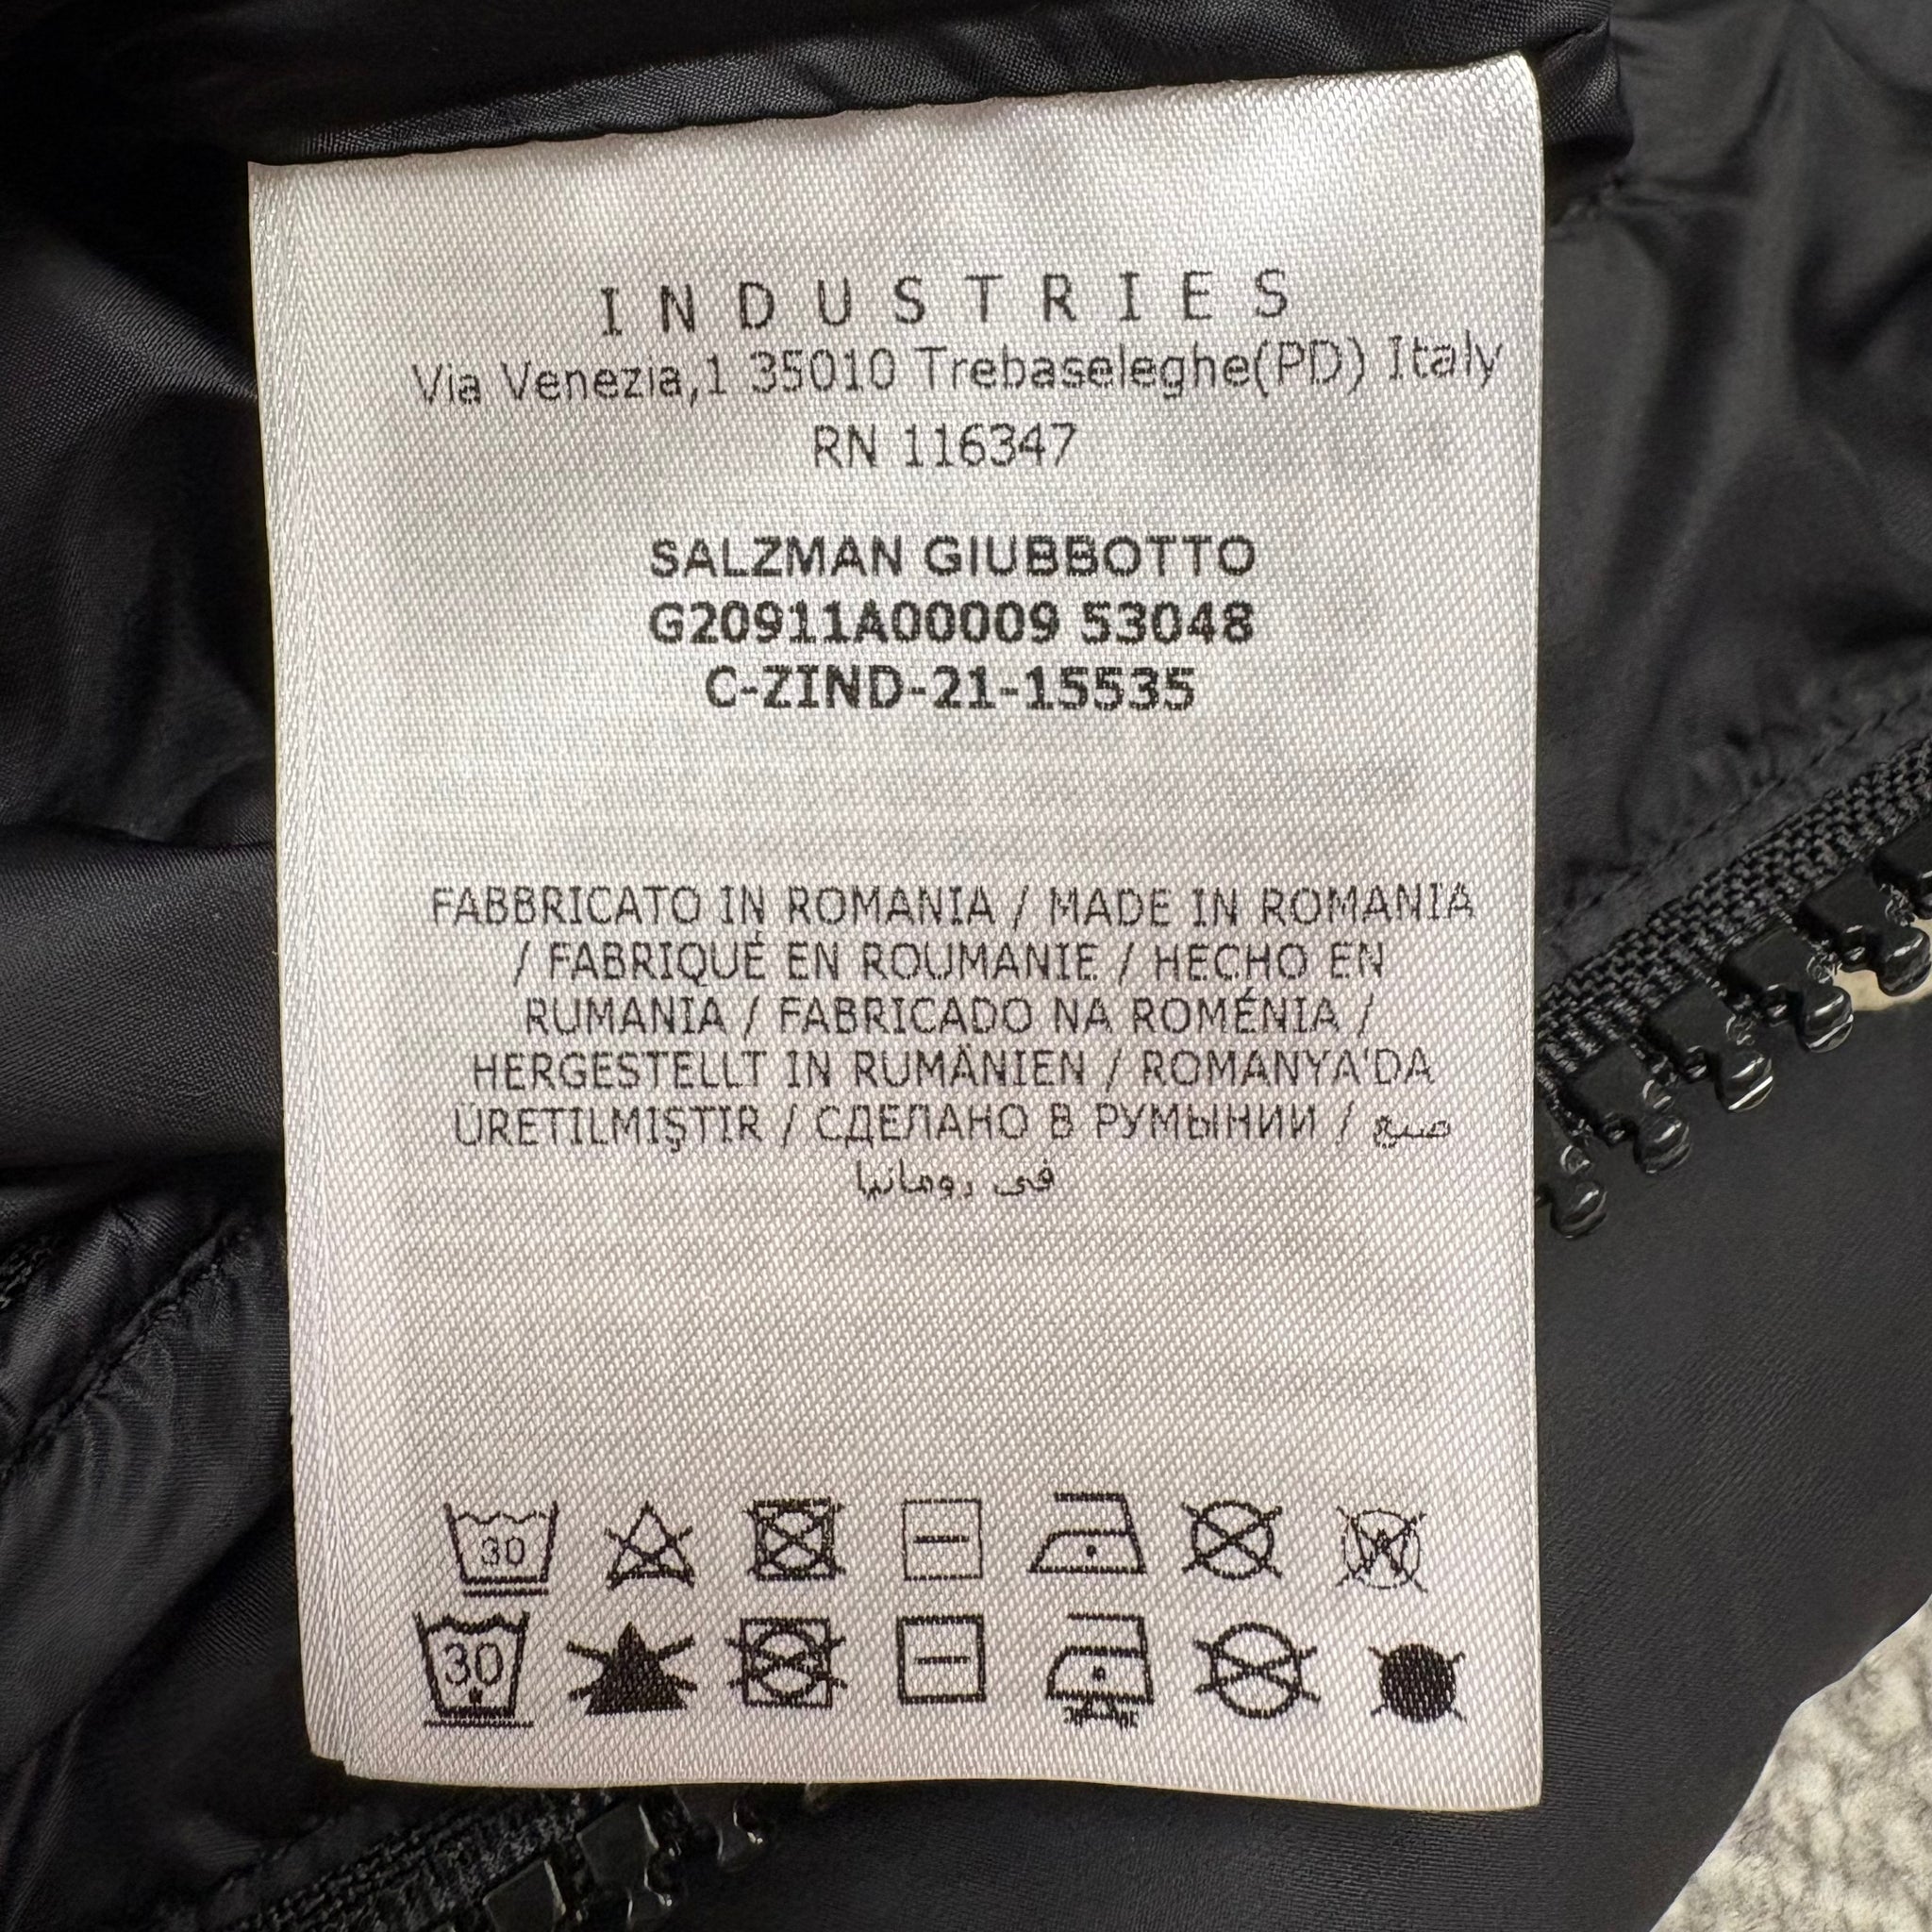 INDUSTRIES
Via Venezia,1 35010 Trebaseleghe(PD) Italy
RN 116347
SALZMAN GIUBBOTTO
G20911A00009 53048
C-ZIND-21-15535
FABBRICATO IN ROMANIA / MADE IN ROMANIA
/ FABRIQUÉ EN ROUMANIE / HECHO EN
RUMANIA / FABRICADO NA ROMÉNIA /
HERGESTELLT IN RUMÄNIEN / ROMANYA'DA
ÜRETILMIŞTIR / СДЕЛАНО В РУМЫНИИ / صنع
في رومانيا
30
30